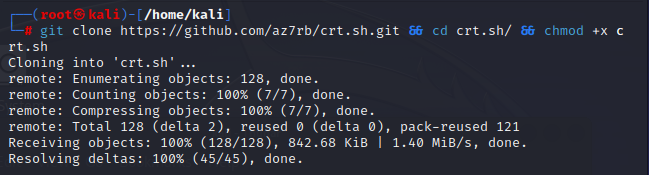 ┌──(root㉿kali)-[/home/kali]
└─# git clone https://github.com/az7rb/crt.sh.git && cd crt.sh/ && chmod +x c
rt.sh
Cloning into 'crt.sh'...
remote: Enumerating objects: 128, done.
remote: Counting objects: 100% (7/7), done.
remote: Compressing objects: 100% (7/7), done.
remote: Total 128 (delta 2), reused 0 (delta 0), pack-reused 121
Receiving objects: 100% (128/128), 842.68 KiB | 1.40 MiB/s, done.
Resolving deltas: 100% (45/45), done.